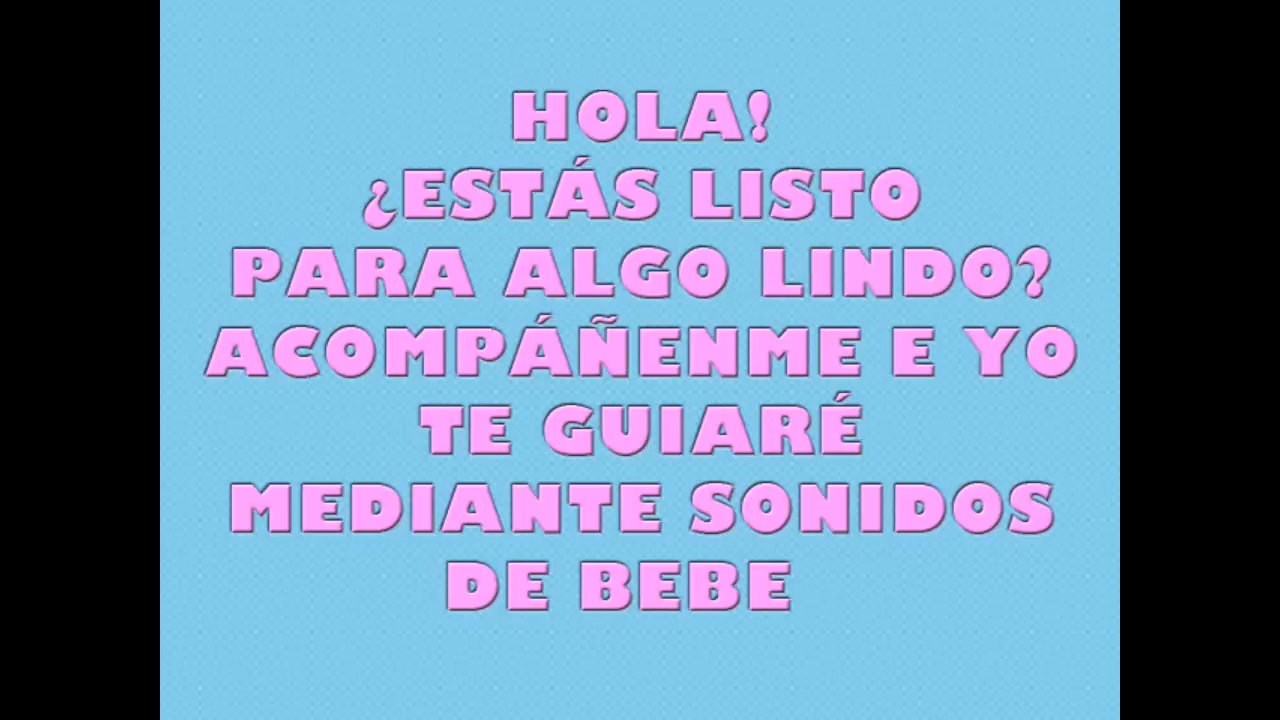 HOLA!
¿ESTÁS LISTO
PARA ALGO LINDO?
ACOMPÁÑENME E YO
TE GUIARÉ
MEDIANTE SONIDOS
DE BEBE